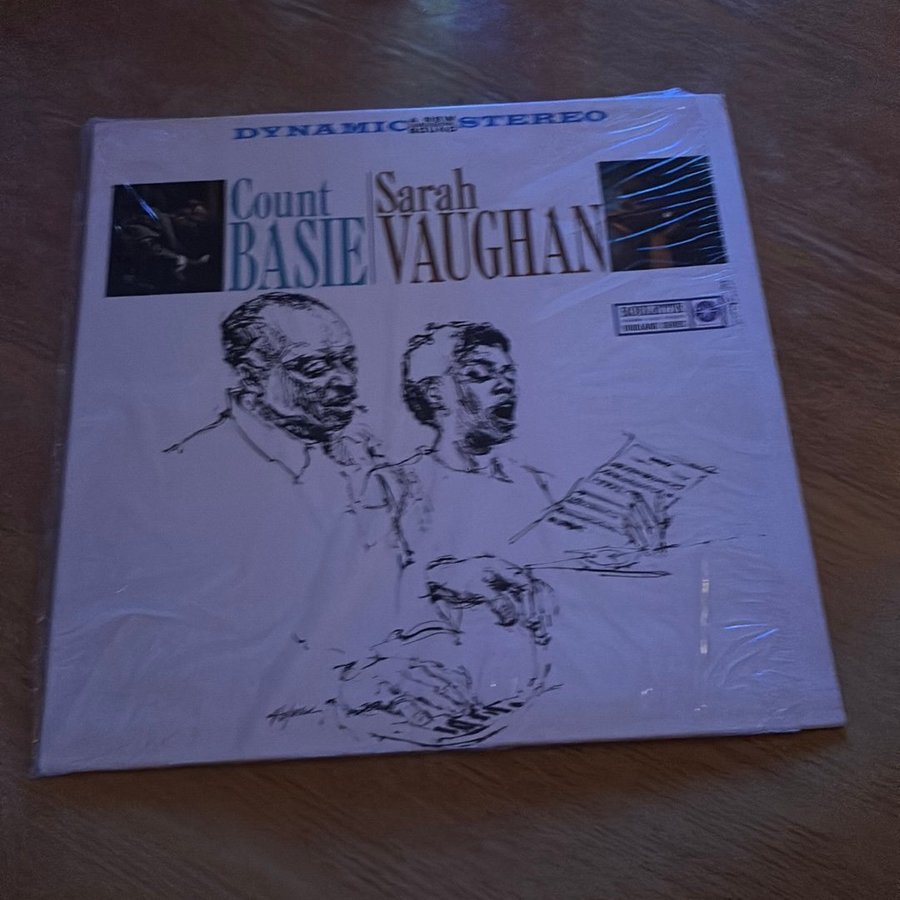 DYNAMIC STEREO
Count BASIE
Sarah VAUGHAN